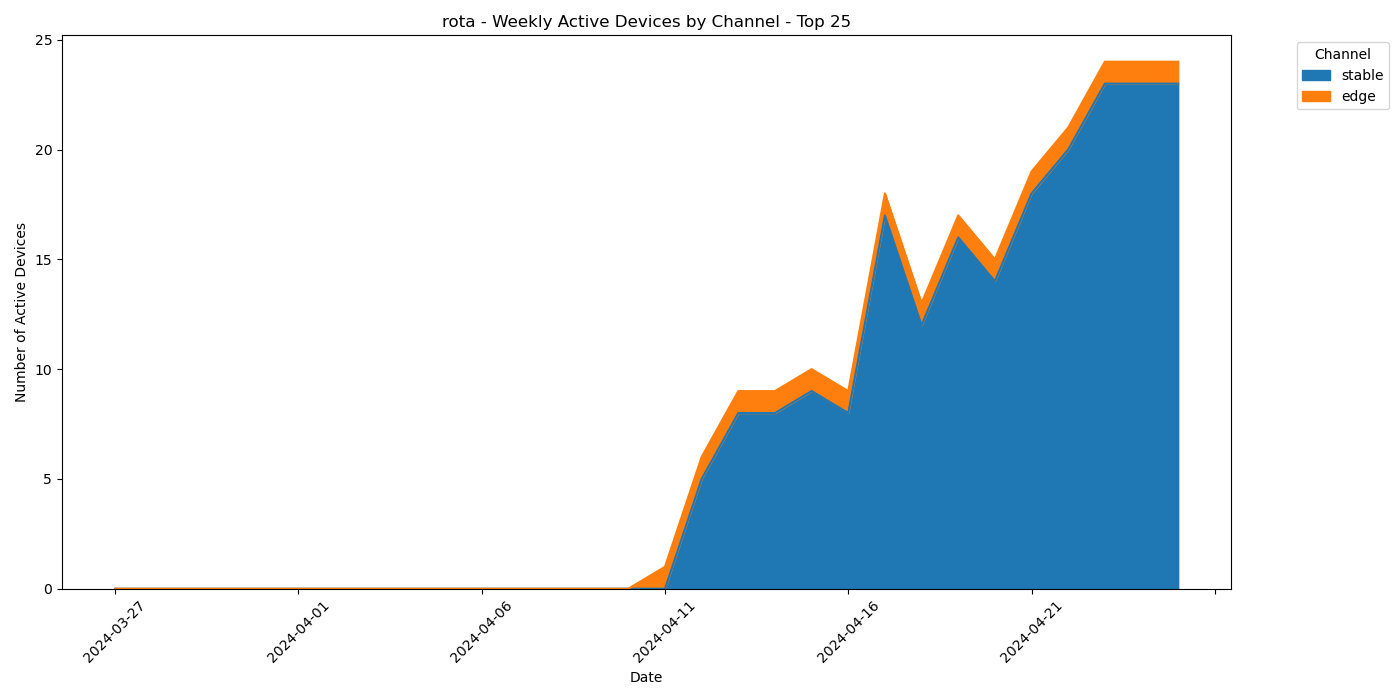 rota - Weekly Active Devices by Channel - Top 25
Channel
stable
edge
Number of Active Devices
25
20
15
10
5
0
2024-03-27
2024-04-01
2024-04-06
2024-04-11
2024-04-16
2024-04-21
Date